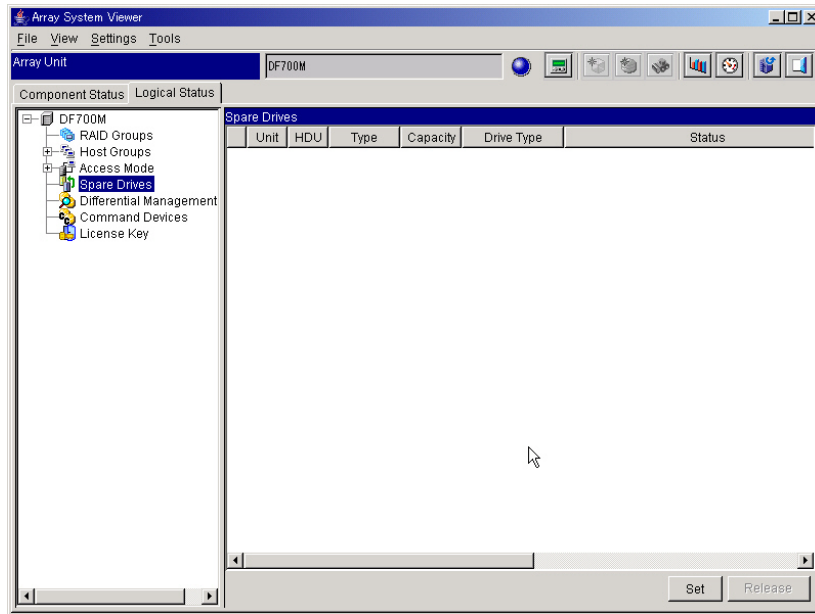 Array System Viewer
File View Settings Tools
Array Unit
DF700M
Component Status
Logical Status
DF700M
RAID Groups
Host Groups
Access Mode
Spare Drives
Differential Management
Command Devices
License Key
Spare Drives
Unit HDU Type Capacity Drive Type Status
Set
Release